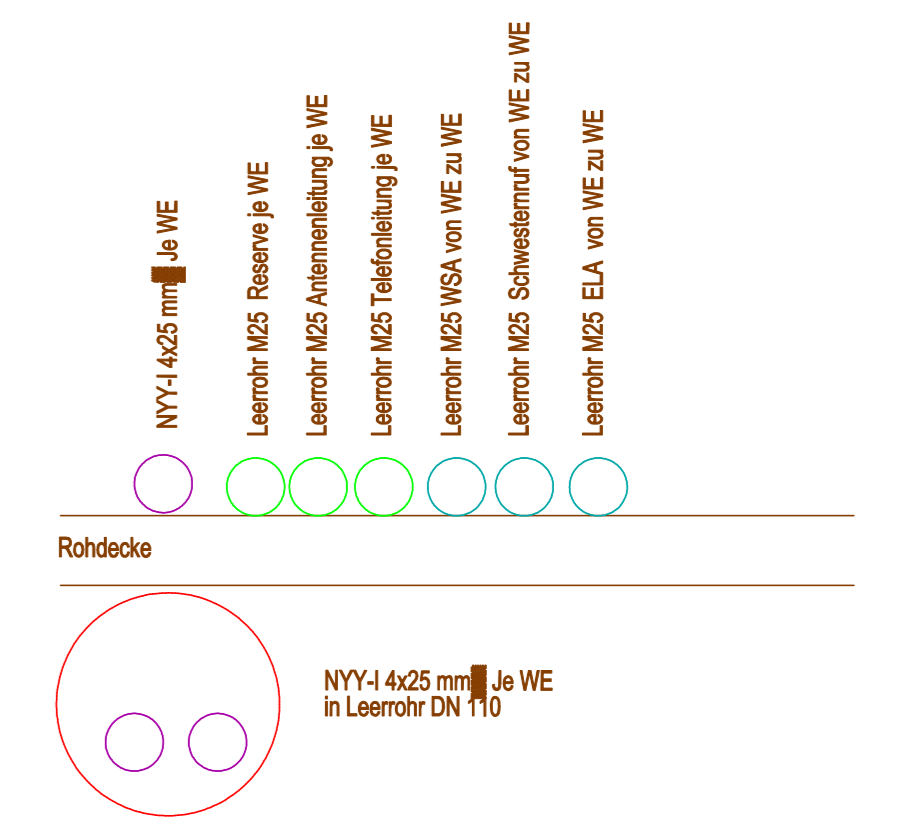 NYY-I 4x25 mm Je WE
Leerrohr M25 Reserve je WE
Leerrohr M25 Antennenleitung je WE
Leerrohr M25 Telefonleitung je WE
Leerrohr M25 WSA von WE zu WE
Leerrohr M25 Schwesternruf von WE zu WE
Leerrohr M25 ELA von WE zu WE
Rohdecke
NYY-I 4x25 mm Je WE
in Leerrohr DN 110